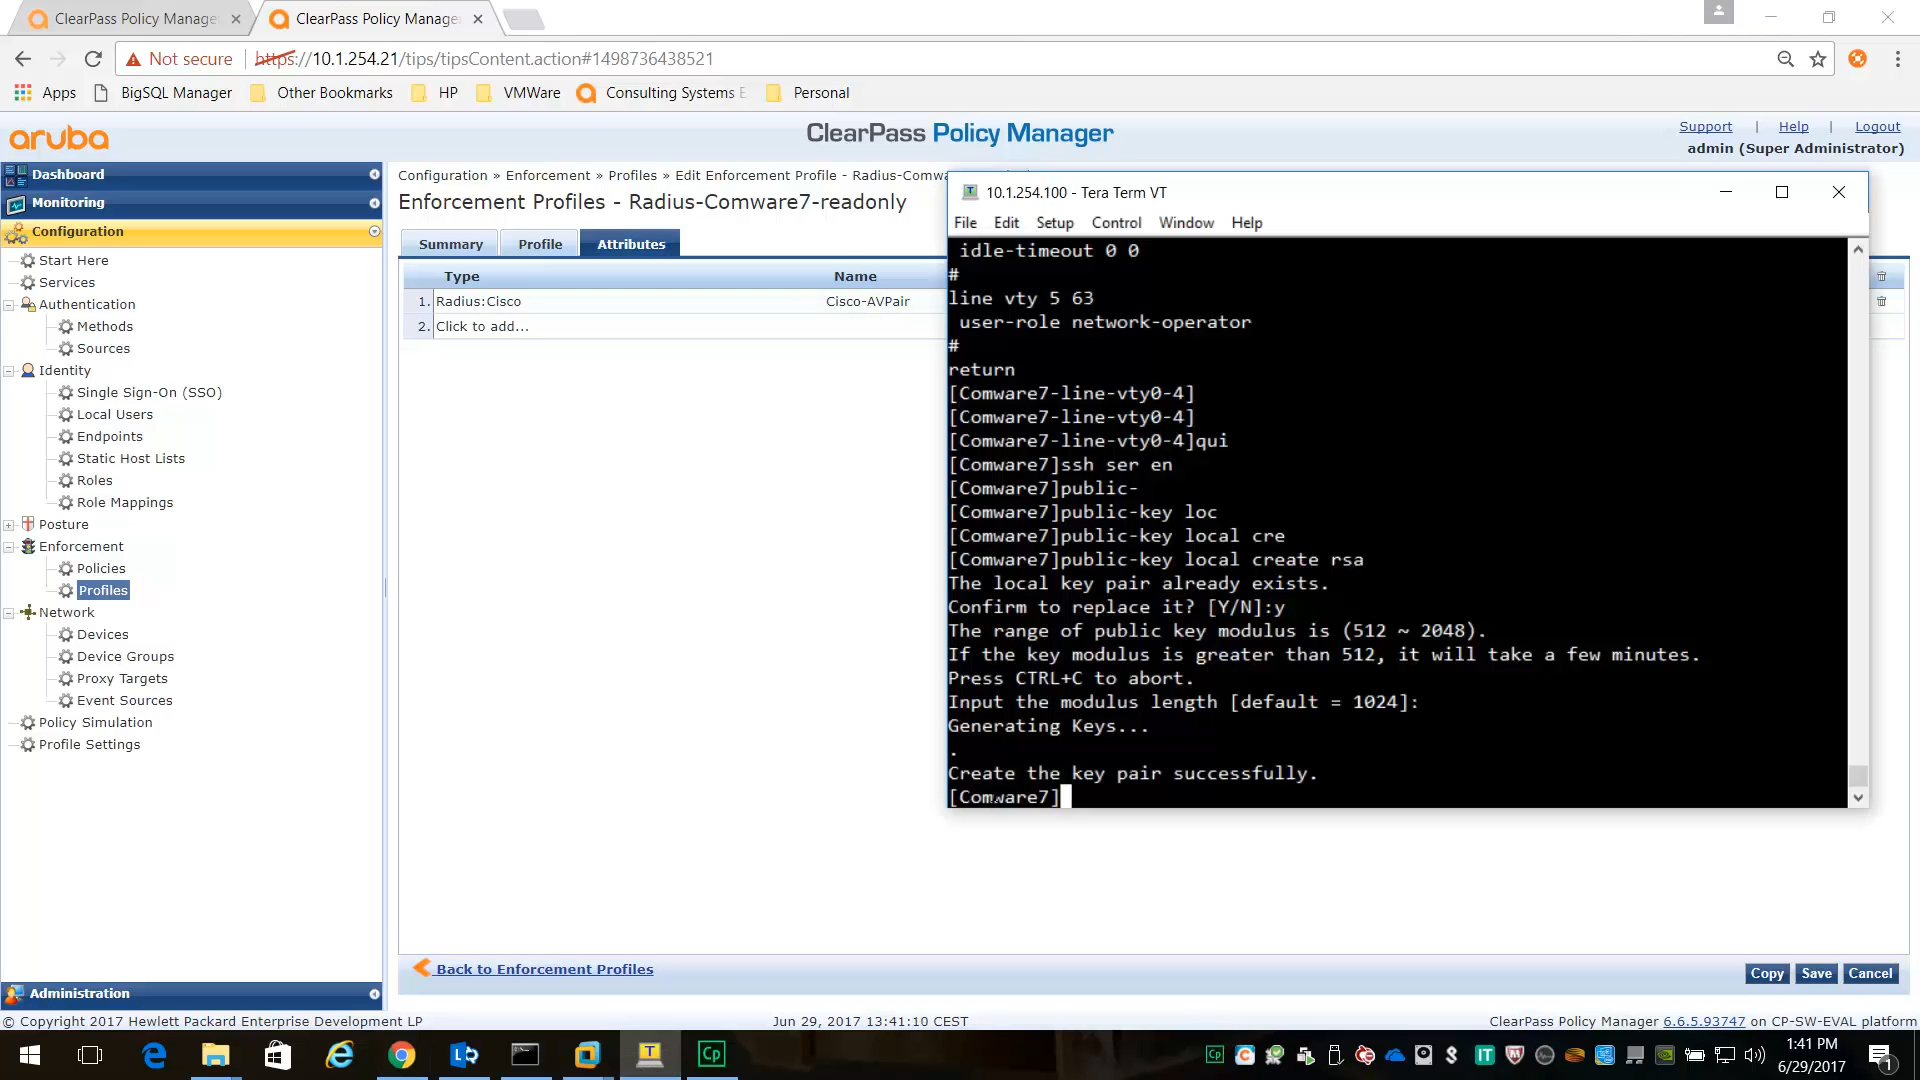 ClearPass Policy Manage
ClearPass Policy Manage
Not secure
https://10.1.254.21/tips/tipsContent.action#1498736438521
Apps
BigSQL Manager
Other Bookmarks
HP
VMWare
Consulting Systems E
Personal
aruba
ClearPass Policy Manager
Support | Help | Logout
admin (Super Administrator)
Dashboard
Monitoring
Configuration
Start Here
Services
Authentication
Methods
Sources
Identity
Single Sign-On (SSO)
Local Users
Endpoints
Static Host Lists
Roles
Role Mappings
Posture
Enforcement
Policies
Profiles
Network
Devices
Device Groups
Proxy Targets
Event Sources
Policy Simulation
Profile Settings
Administration
Configuration » Enforcement » Profiles » Edit Enforcement Profile - Radius-Comw
Enforcement Profiles - Radius-Comware7-readonly
Summary
Profile
Attributes
Type
Name
1. Radius:Cisco
Cisco-AVPair
2. Click to add...
10.1.254.100 - Tera Term VT
File Edit Setup Control Window Help
idle-timeout 0 0
#
line vty 5 63
user-role network-operator
#
return
[Comware7-line-vty0-4]
[Comware7-line-vty0-4]
[Comware7-line-vty0-4]qui
[Comware7]ssh ser en
[Comware7]public-
[Comware7]public-key loc
[Comware7]public-key local cre
[Comware7]public-key local create rsa
The local key pair already exists.
Confirm to replace it? [Y/N]:y
The range of public key modulus is (512 ~ 2048).
If the key modulus is greater than 512, it will take a few minutes.
Press CTRL+C to abort.
Input the modulus length [default = 1024]:
Generating Keys...
.
Create the key pair successfully.
[Comware7]
Back to Enforcement Profiles
Copy
Save
Cancel
© Copyright 2017 Hewlett Packard Enterprise Development LP
Jun 29, 2017 13:41:10 CEST
ClearPass Policy Manager 6.6.5.93747 on CP-SW-EVAL platform
1:41 PM
6/29/2017